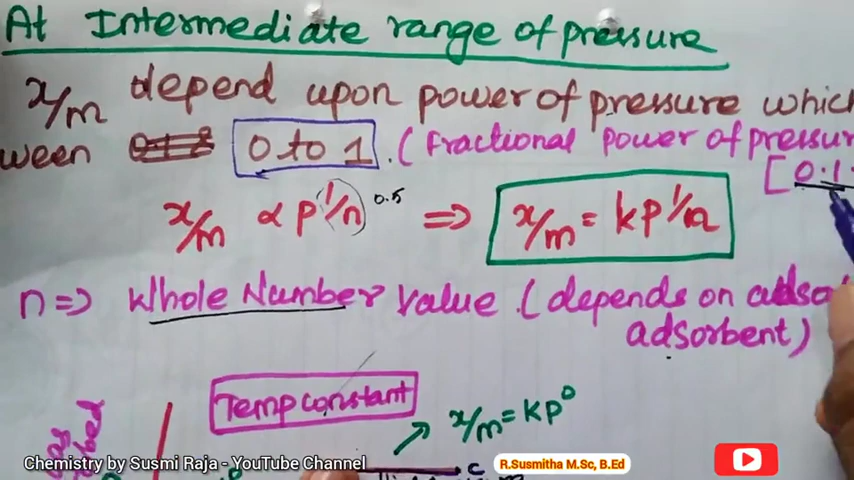 At Intermediate range of pressure
x/m depend upon power of pressure which
ween 0 to 1. (Fractional power of pressur
[0.1
x/m ∝ P^1/n 0.5 ⇒ x/m = kP^1/n
n ⇒ Whole Number value. (depends on
adsorbent)
Temp constant
x/m = KP^0
C
Chemistry by Susmi Raja - YouTube Channel
R.Susmitha M.Sc, B.Ed